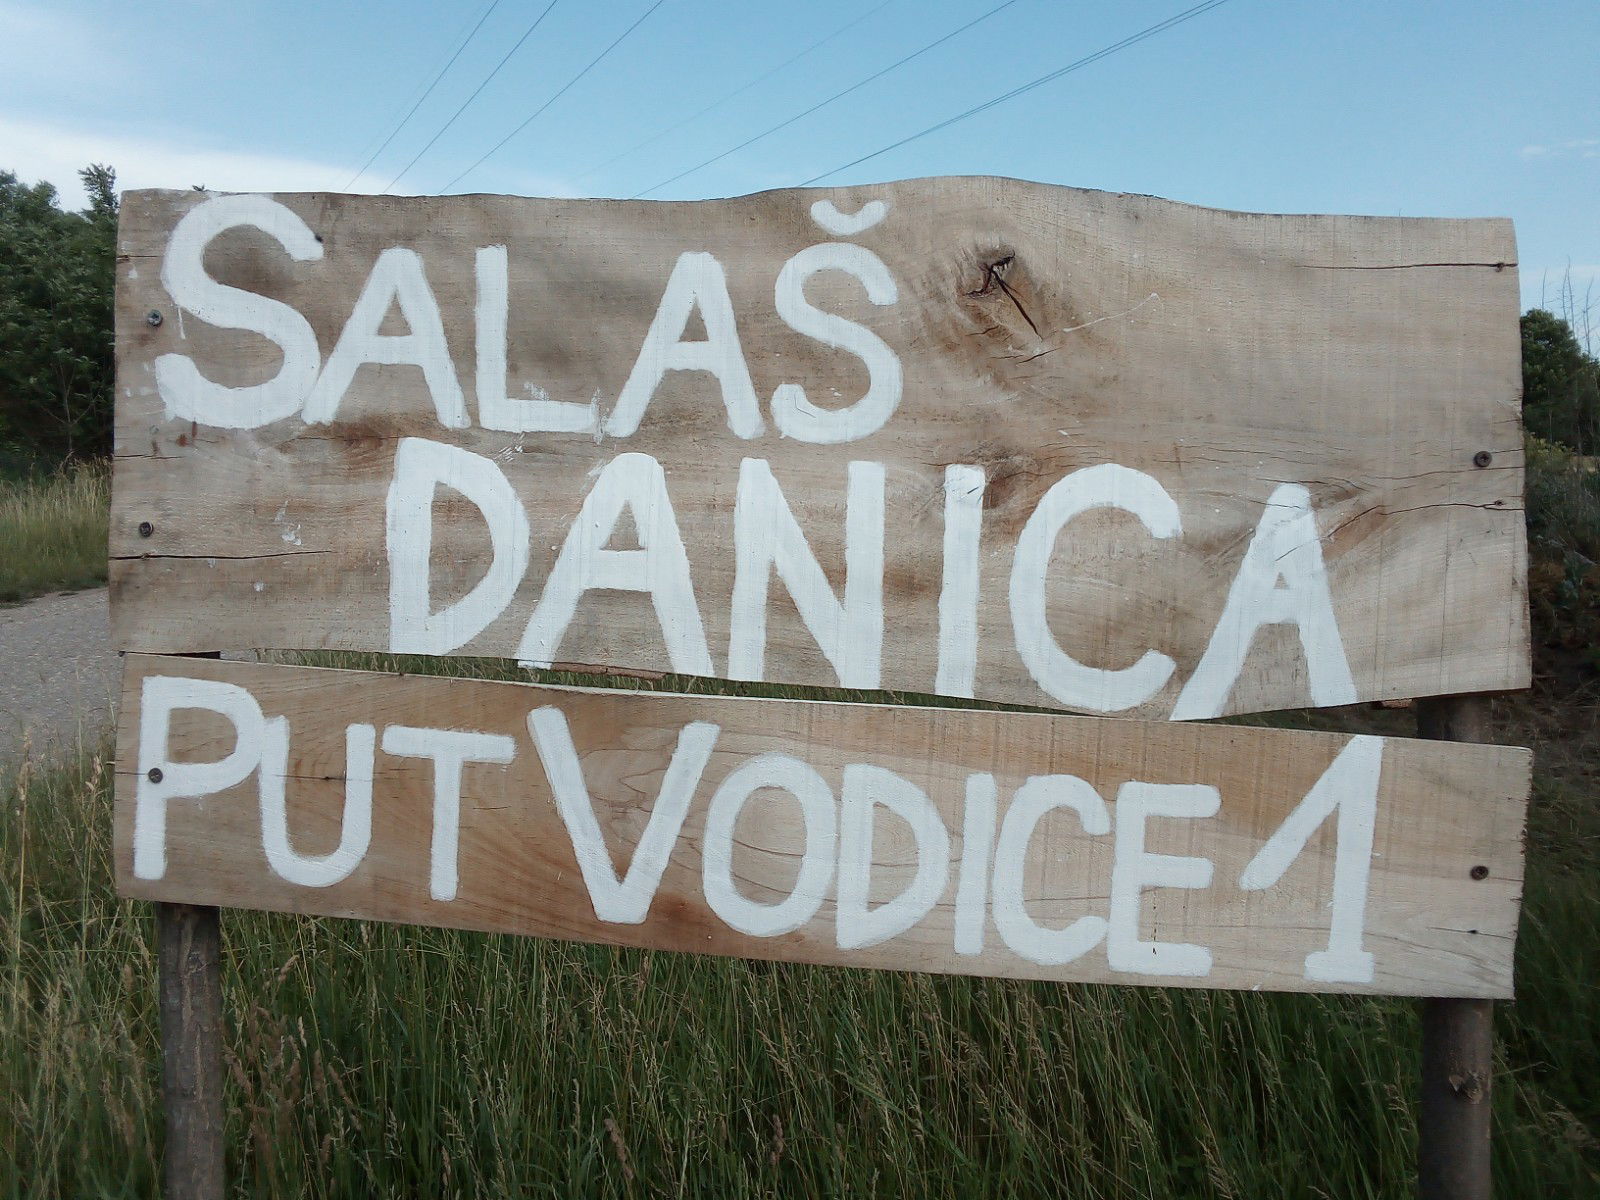 SALAŠ
DANICA
PUT VODICE 1